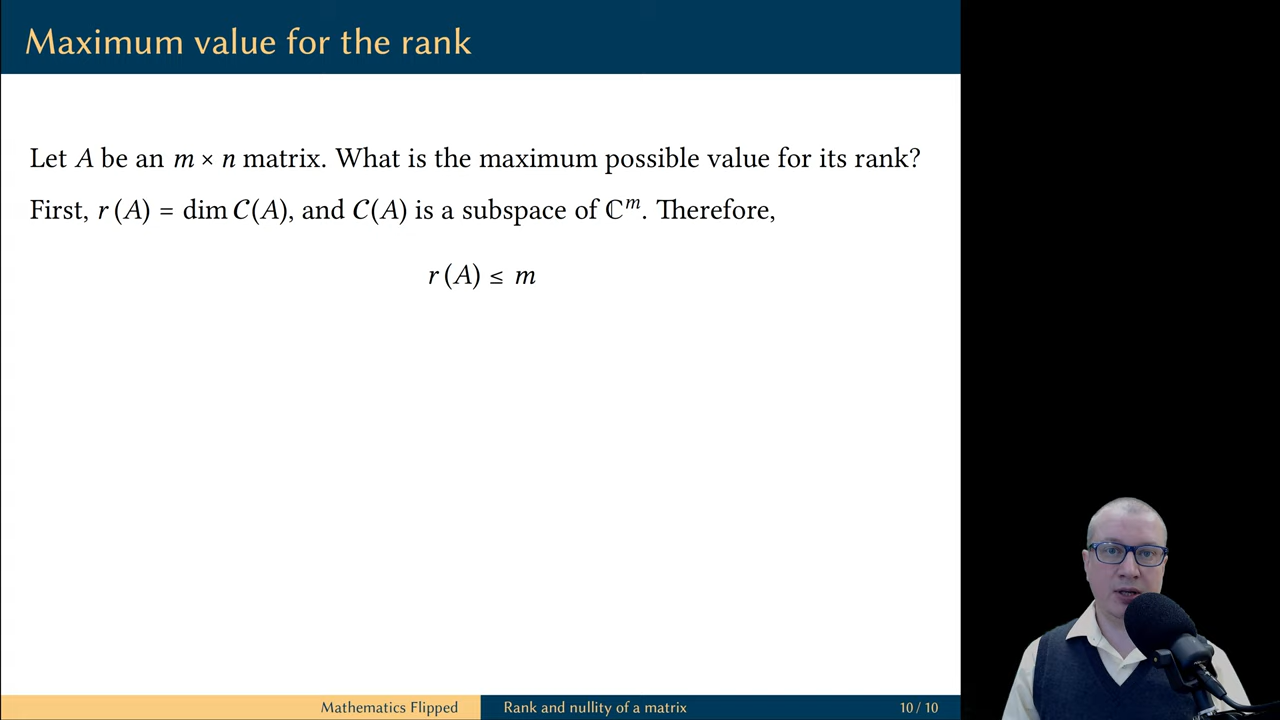 Maximum value for the rank
Let A be an m × n matrix. What is the maximum possible value for its rank?
First, r (A) = dim 𝒞(A), and 𝒞(A) is a subspace of ℂᵐ. Therefore,
r (A) ≤ m
Mathematics Flipped Rank and nullity of a matrix 10 / 10